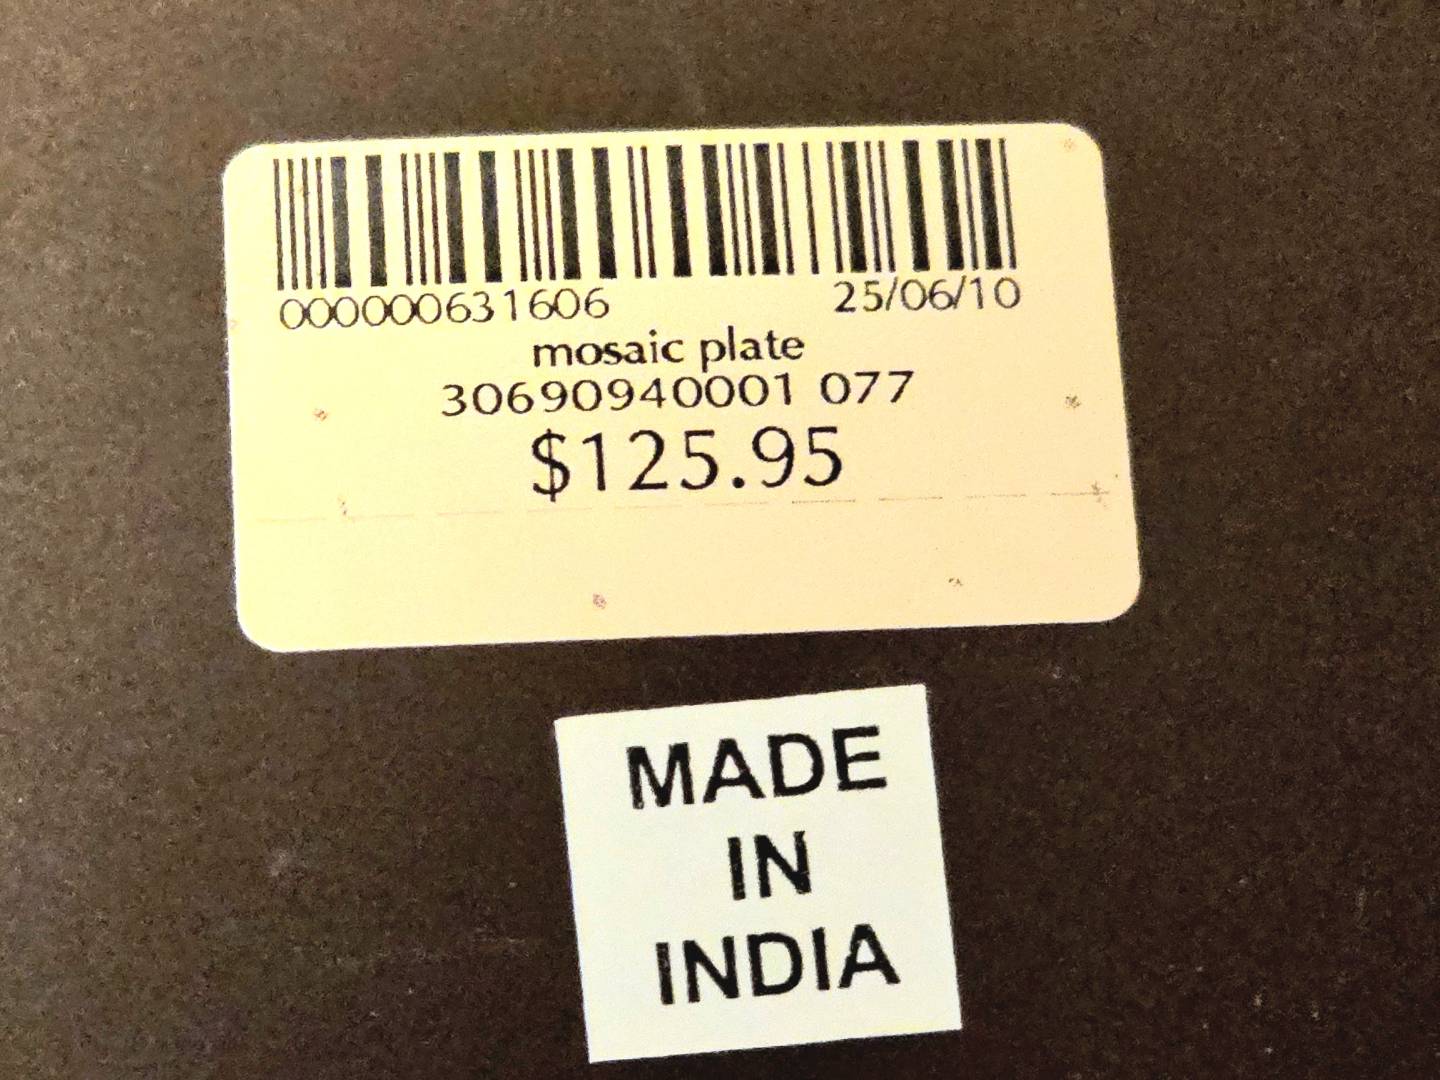 000000631606 25/06/10
mosaic plate
30690940001 077
$125.95
MADE
IN
INDIA